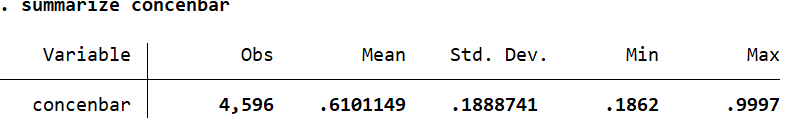 . summarize concenbar
Variable Obs Mean Std. Dev. Min Max
concenbar 4,596 .6101149 .1888741 .1862 .9997